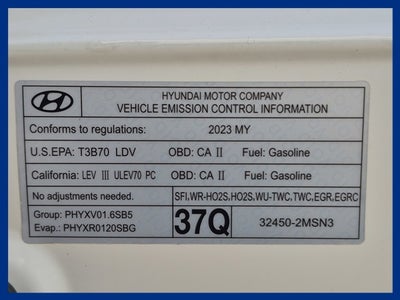 HYUNDAI MOTOR COMPANY
VEHICLE EMISSION CONTROL INFORMATION
Conforms to regulations: 2023 MY
U.S.EPA: T3B70 LDV OBD: CA II Fuel: Gasoline
California: LEV III ULEV70 PC OBD: CA II Fuel: Gasoline
No adjustments needed. SFI,WR-HO2S,HO2S,WU-TWC,TWC,EGR,EGRC
Group: PHYXV01.6SB5
Evap.: PHYXR0120SBG
37Q
32450-2MSN3